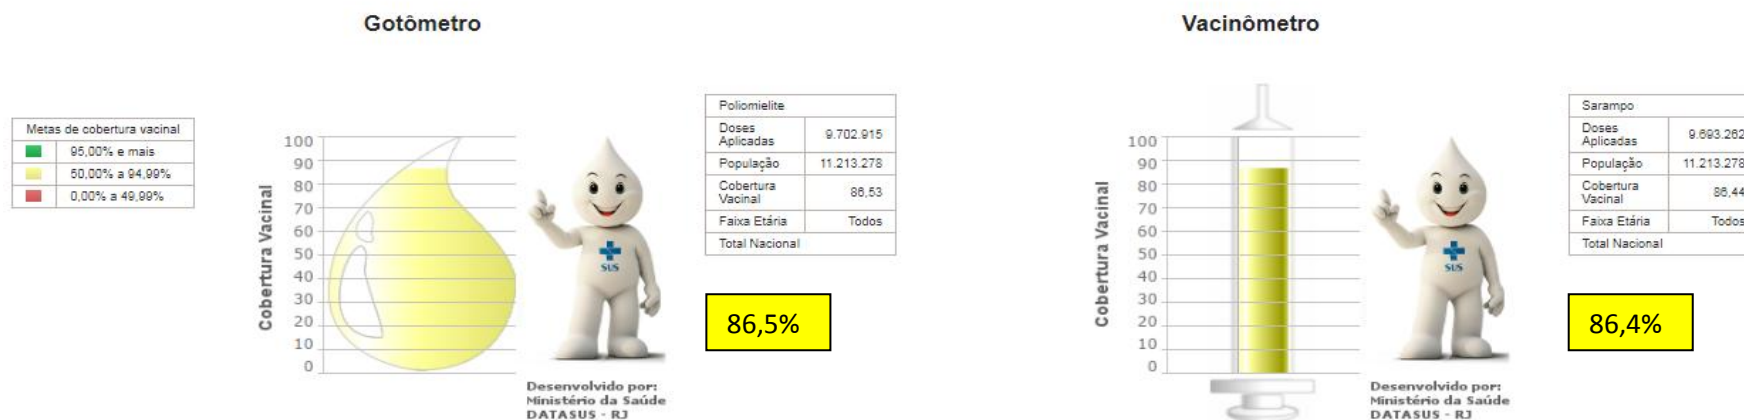 Gotômetro
Metas de cobertura vacinal
95,00% e mais
50,00% a 94,99%
0,00% a 49,99%
Cobertura Vacinal
100
90
80
70
60
50
40
30
20
10
0
SUS
Desenvolvido por:
Ministério da Saúde
DATASUS - RJ
Poliomielite
Doses
Aplicadas
9.702.915
População
11.213.278
Cobertura
Vacinal
86,53
Faixa Etária
Todos
Total Nacional
86,5%
Vacinômetro
Cobertura Vacinal
100
90
80
70
60
50
40
30
20
10
0
SUS
Desenvolvido por:
Ministério da Saúde
DATASUS - RJ
Sarampo
Doses
Aplicadas
9.693.262
População
11.213.278
Cobertura
Vacinal
86,44
Faixa Etária
Todos
Total Nacional
86,4%